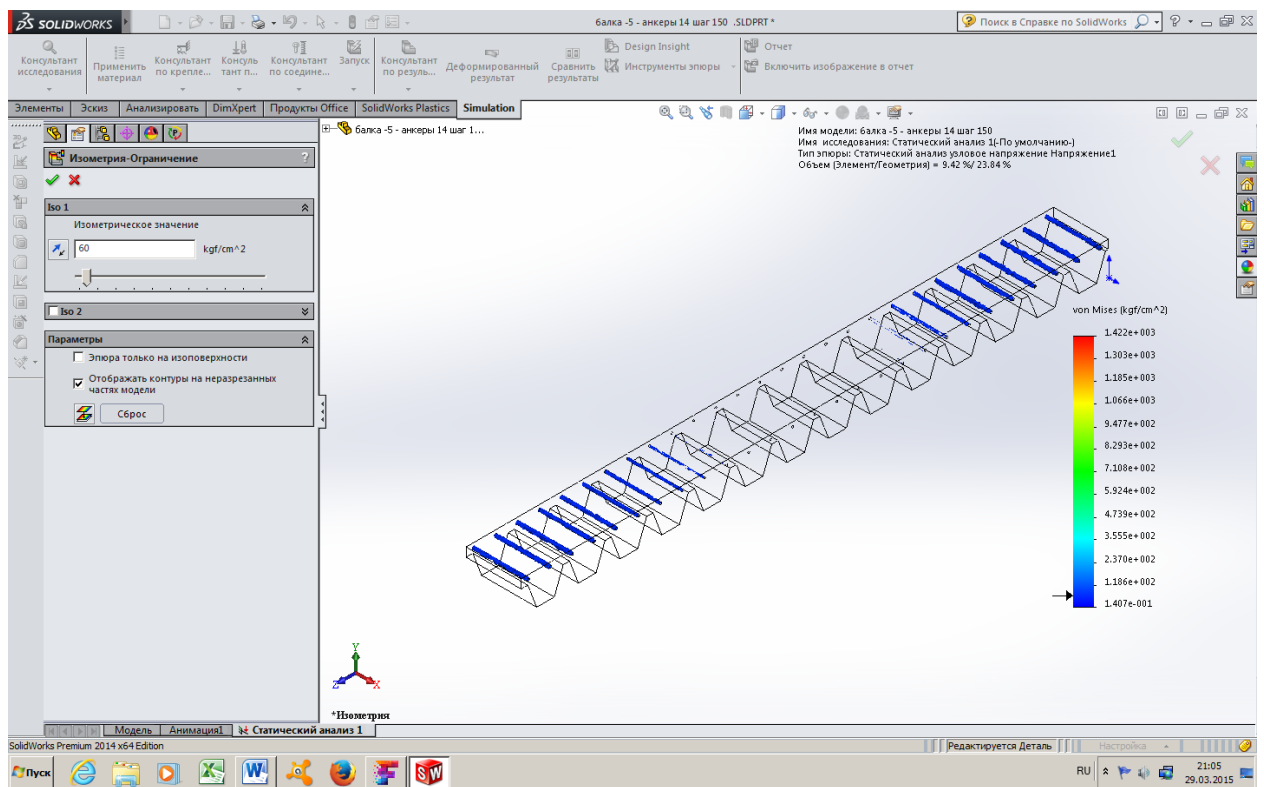 SOLIDWORKS
балка -5 - анкеры 14 шаг 150 .SLDPRT *
Поиск в Справке по SolidWorks
Консультант исследования
Применить материал
Консультант по крепле...
Консуль тант п...
Консультант по соедине...
Запуск
Консультант по резуль...
Деформированный результат
Сравнить результаты
Design Insight
Инструменты эпюры
Отчет
Включить изображение в отчет
Элементы
Эскиз
Анализировать
DimXpert
Продукты Office
SolidWorks Plastics
Simulation
балка -5 - анкеры 14 шаг 1...
Имя модели: балка -5 - анкеры 14 шаг 150
Имя исследования: Статический анализ 1(-По умолчанию-)
Тип эпюры: Статический анализ узловое напряжение Напряжение1
Объем (Элемент/Геометрия) = 9.42 %/ 23.84 %
Изометрия-Ограничение
?
Iso 1
Изометрическое значение
60
kgf/cm^2
Iso 2
Параметры
Эпюра только на изоповерхности
Отображать контуры на неразрезанных
частях модели
Сброс
von Mises (kgf/cm^2)
1.422e+003
1.303e+003
1.185e+003
1.066e+003
9.477e+002
8.293e+002
7.108e+002
5.924e+002
4.739e+002
3.555e+002
2.370e+002
1.186e+002
1.407e-001
Y
Z
X
*Изометрия
Модель
Анимация1
Статический анализ 1
SolidWorks Premium 2014 x64 Edition
Редактируется Деталь
Настройка
Пуск
RU
21:05
29.03.2015